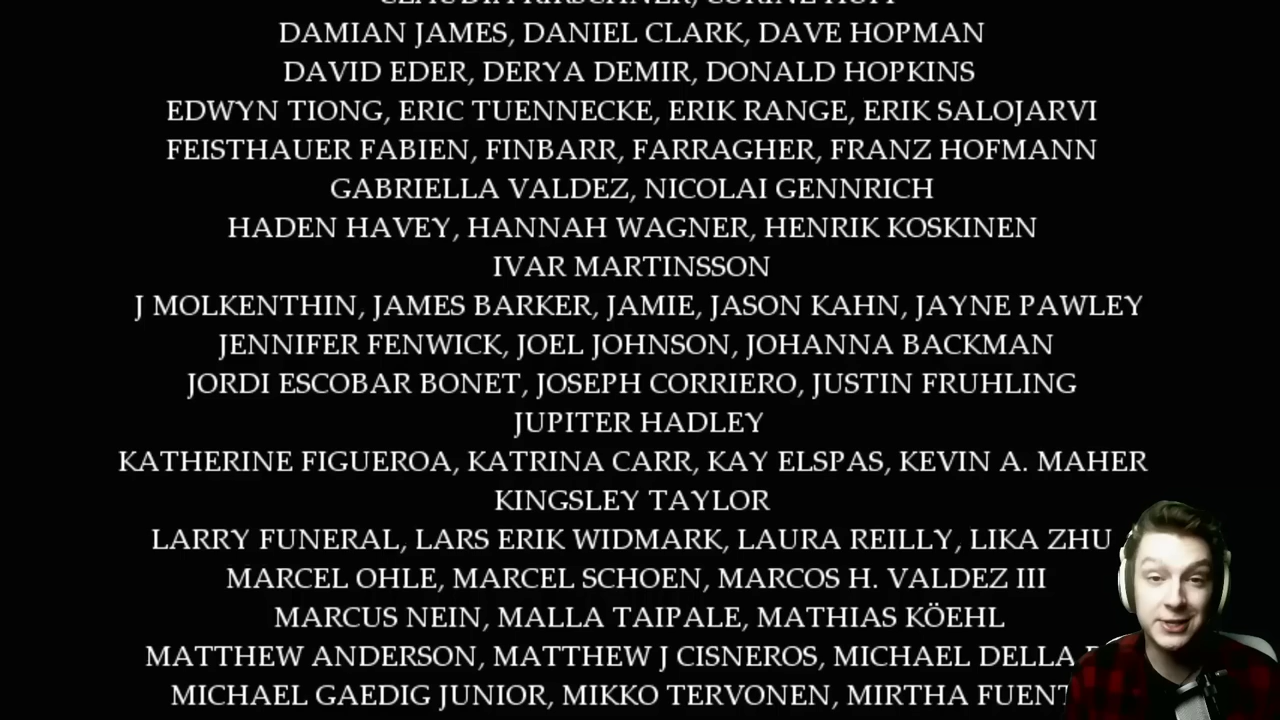 DAMIAN JAMES, DANIEL CLARK, DAVE HOPMAN
DAVID EDER, DERYA DEMIR, DONALD HOPKINS
EDWYN TIONG, ERIC TUENNECKE, ERIK RANGE, ERIK SALOJARVI
FEISTHAUER FABIEN, FINBARR, FARRAGHER, FRANZ HOFMANN
GABRIELLA VALDEZ, NICOLAI GENNRICH
HADEN HAVEY, HANNAH WAGNER, HENRIK KOSKINEN
IVAR MARTINSSON
J MOLKENTHIN, JAMES BARKER, JAMIE, JASON KAHN, JAYNE PAWLEY
JENNIFER FENWICK, JOEL JOHNSON, JOHANNA BACKMAN
JORDI ESCOBAR BONET, JOSEPH CORRIERO, JUSTIN FRUHLING
JUPITER HADLEY
KATHERINE FIGUEROA, KATRINA CARR, KAY ELSPAS, KEVIN A. MAHER
KINGSLEY TAYLOR
LARRY FUNERAL, LARS ERIK WIDMARK, LAURA REILLY, LIKA ZHU
MARCEL OHLE, MARCEL SCHOEN, MARCOS H. VALDEZ III
MARCUS NEIN, MALLA TAIPALE, MATHIAS KÖEHL
MATTHEW ANDERSON, MATTHEW J CISNEROS, MICHAEL DELLA
MICHAEL GAEDIG JUNIOR, MIKKO TERVONEN, MIRTHA